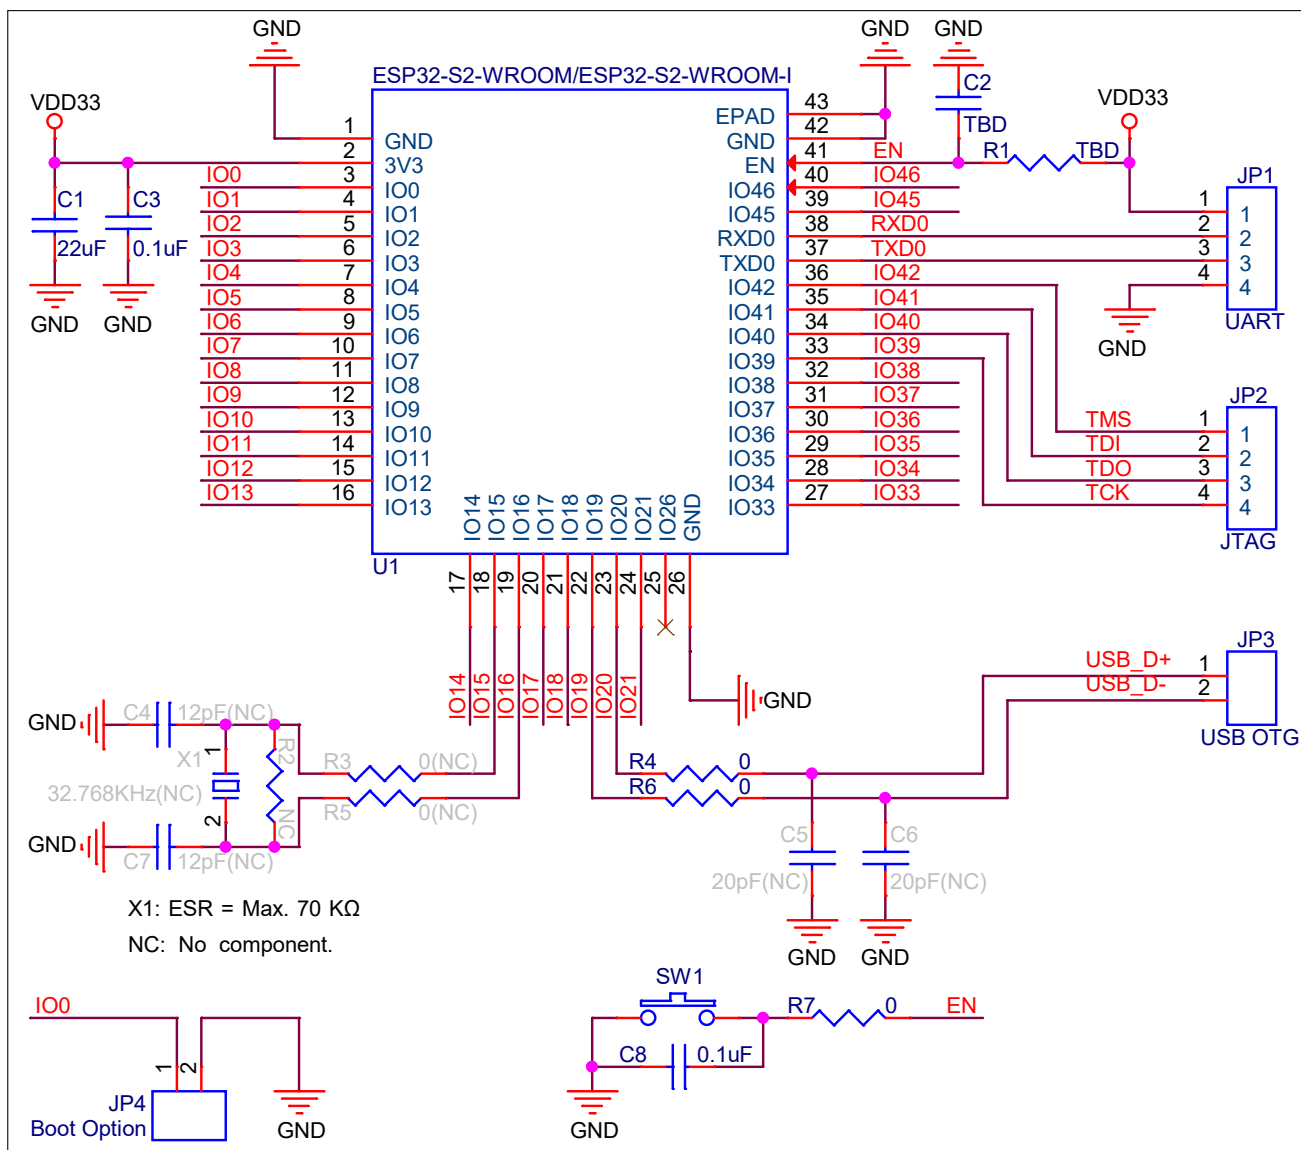 GND
GND
GND
ESP32-S2-WROOM/ESP32-S2-WROOM-I
C2
TBD
VDD33
VDD33
1 GND
2 3V3
IO0 3 IO0
IO1 4 IO1
IO2 5 IO2
IO3 6 IO3
IO4 7 IO4
IO5 8 IO5
IO6 9 IO6
IO7 10 IO7
IO8 11 IO8
IO9 12 IO9
IO10 13 IO10
IO11 14 IO11
IO12 15 IO12
IO13 16 IO13
C1
22uF
C3
0.1uF
GND
GND
EPAD 43
GND 42
EN 41 EN
R1 TBD
IO46 40 IO46
IO45 39 IO45
RXD0 38 RXD0
TXD0 37 TXD0
IO42 36 IO42
IO41 35 IO41
IO40 34 IO40
IO39 33 IO39
IO38 32 IO38
IO37 31 IO37
IO36 30 IO36
IO35 29 IO35
IO34 28 IO34
IO33 27 IO33
JP1
1 1
2 2
3 3
4 4
UART
GND
JP2
TMS 1 1
TDI 2 2
TDO 3 3
TCK 4 4
JTAG
U1
IO14 17 IO14
IO15 18 IO15
IO16 19 IO16
IO17 20 IO17
IO18 21 IO18
IO19 22 IO19
IO20 23 IO20
IO21 24 IO21
IO26 25
GND 26
GND
JP3
USB_D+ 1
USB_D- 2
USB OTG
GND C4 12pF(NC)
X1 1
32.768KHz(NC)
2
R2 NC
GND C7 12pF(NC)
R3 0(NC)
R5 0(NC)
R4 0
R6 0
C5
20pF(NC)
C6
20pF(NC)
GND
GND
X1: ESR = Max. 70 KΩ
NC: No component.
IO0
1 2
JP4
Boot Option
GND
SW1
R7 0 EN
C8 0.1uF
GND